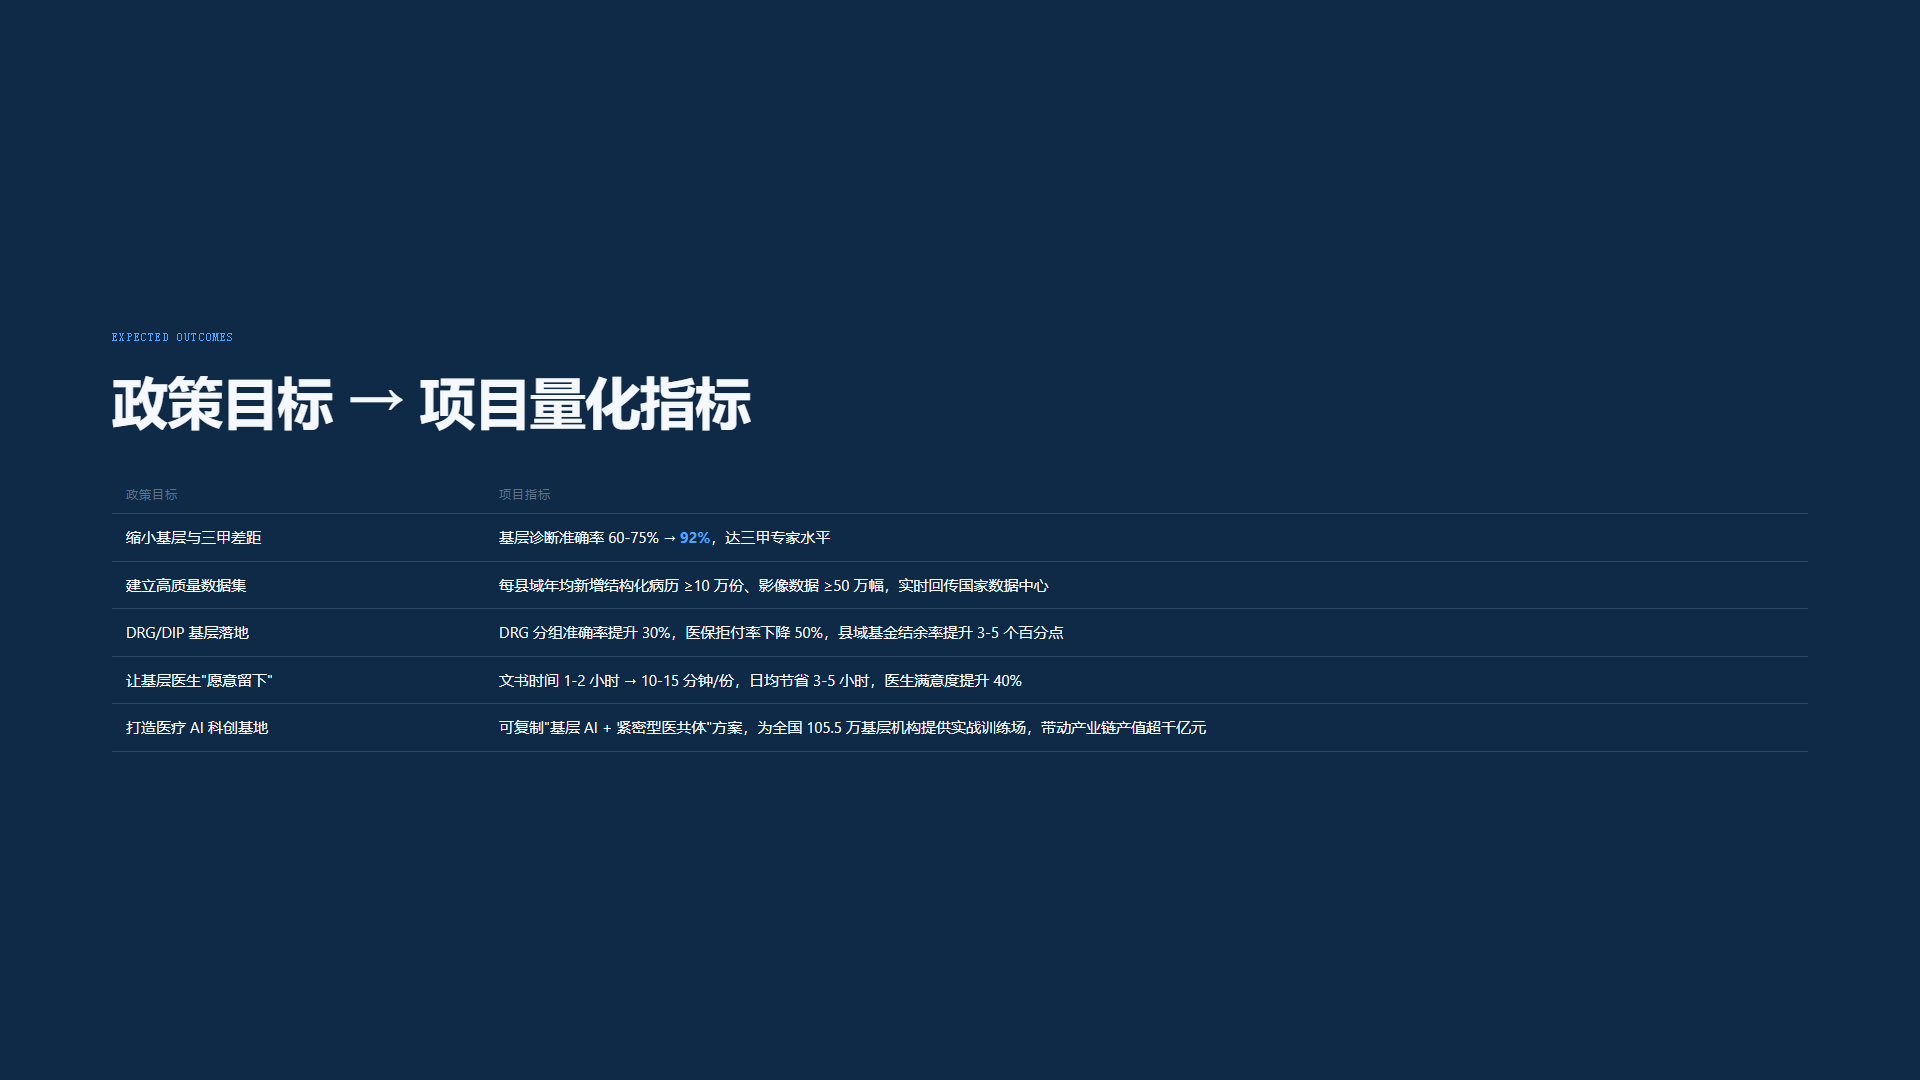 EXPECTED OUTCOMES
政策目标 → 项目量化指标
政策目标 项目指标
缩小基层与三甲差距 基层诊断准确率 60-75% → 92%，达三甲专家水平
建立高质量数据集 每县域年均新增结构化病历 ≥10 万份、影像数据 ≥50 万幅，实时回传国家数据中心
DRG/DIP 基层落地 DRG 分组准确率提升 30%，医保拒付率下降 50%，县域基金结余率提升 3-5 个百分点
让基层医生"愿意留下" 文书时间 1-2 小时 → 10-15 分钟/份，日均节省 3-5 小时，医生满意度提升 40%
打造医疗 AI 科创基地 可复制"基层 AI + 紧密型医共体"方案，为全国 105.5 万基层机构提供实战训练场，带动产业链产值超千亿元